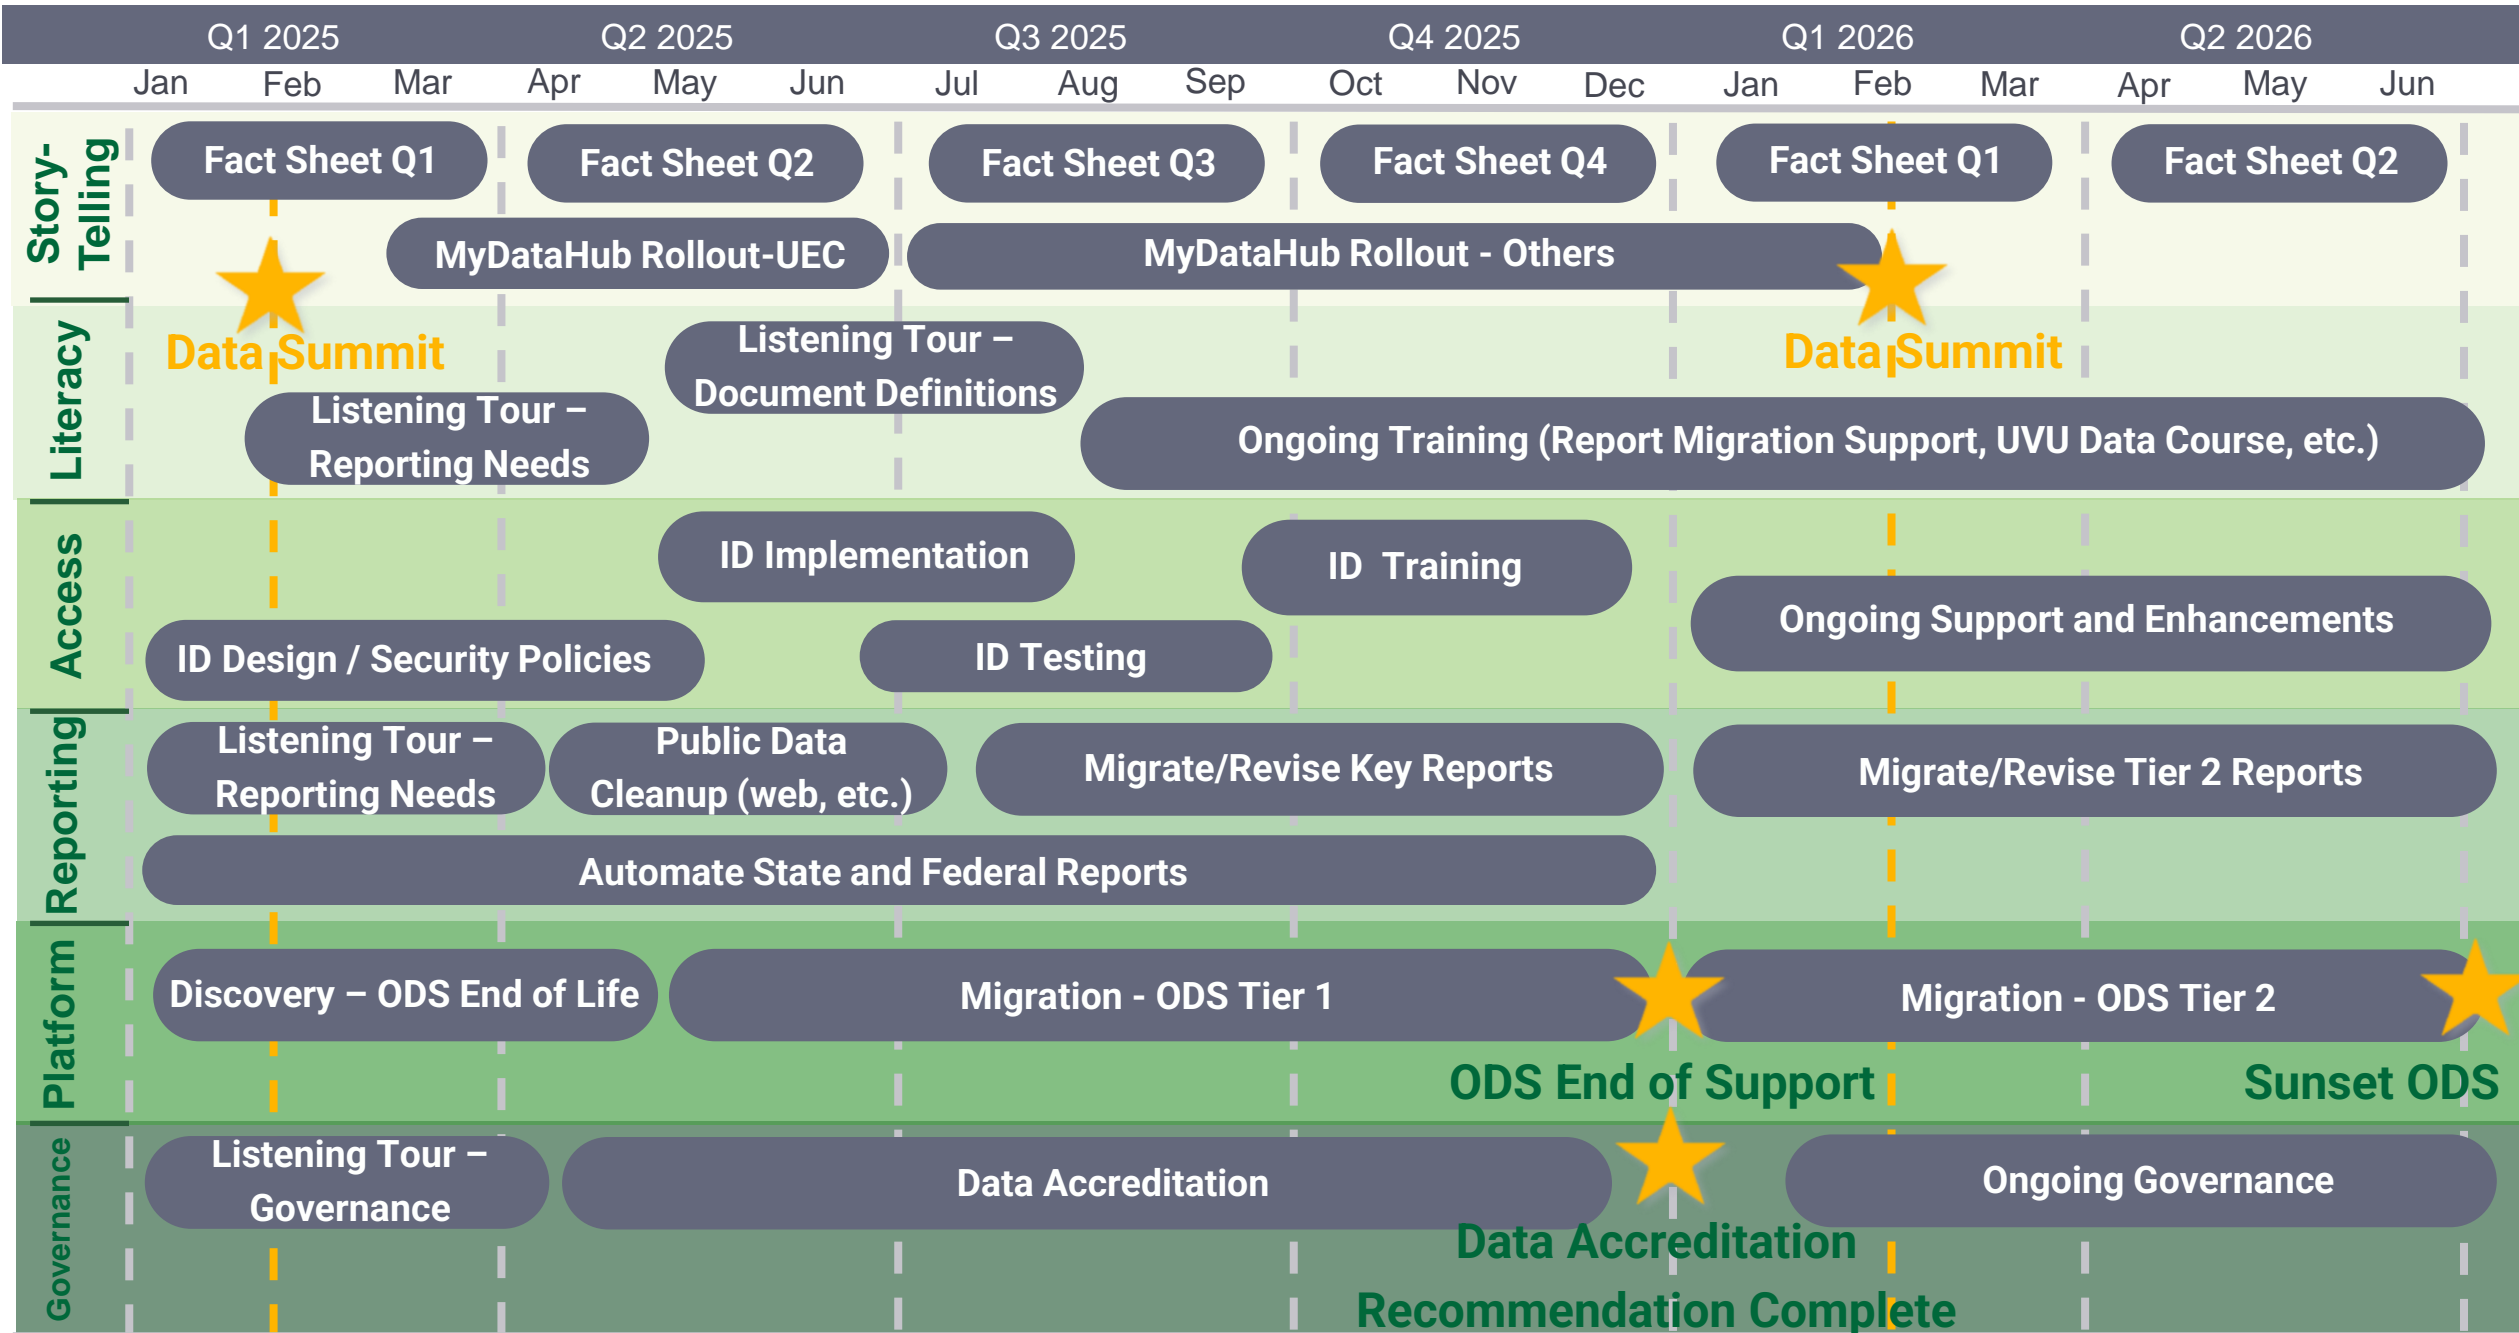 Q1 2025 Q2 2025 Q3 2025 Q4 2025 Q1 2026 Q2 2026
Jan Feb Mar Apr May Jun Jul Aug Sep Oct Nov Dec Jan Feb Mar Apr May Jun
Story-
Telling
Fact Sheet Q1
Fact Sheet Q2
Fact Sheet Q3
Fact Sheet Q4
Fact Sheet Q1
Fact Sheet Q2
MyDataHub Rollout-UEC
MyDataHub Rollout - Others
Data Summit
Data Summit
Literacy
Listening Tour –
Document Definitions
Listening Tour –
Reporting Needs
Ongoing Training (Report Migration Support, UVU Data Course, etc.)
Access
ID Implementation
ID  Training
Ongoing Support and Enhancements
ID Design / Security Policies
ID Testing
Reporting
Listening Tour –
Reporting Needs
Public Data
Cleanup (web, etc.)
Migrate/Revise Key Reports
Migrate/Revise Tier 2 Reports
Automate State and Federal Reports
Platform
Discovery – ODS End of Life
Migration - ODS Tier 1
Migration - ODS Tier 2
ODS End of Support
Sunset ODS
Governance
Listening Tour –
Governance
Data Accreditation
Ongoing Governance
Data Accreditation
Recommendation Complete